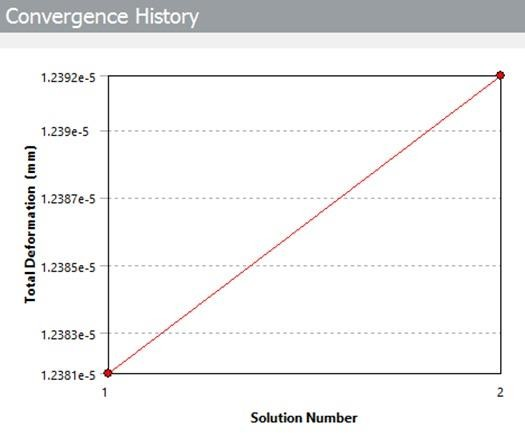 Convergence History
Total Deformation (mm)
1.2392e-5
1.239e-5
1.2387e-5
1.2385e-5
1.2383e-5
1.2381e-5
1
2
Solution Number